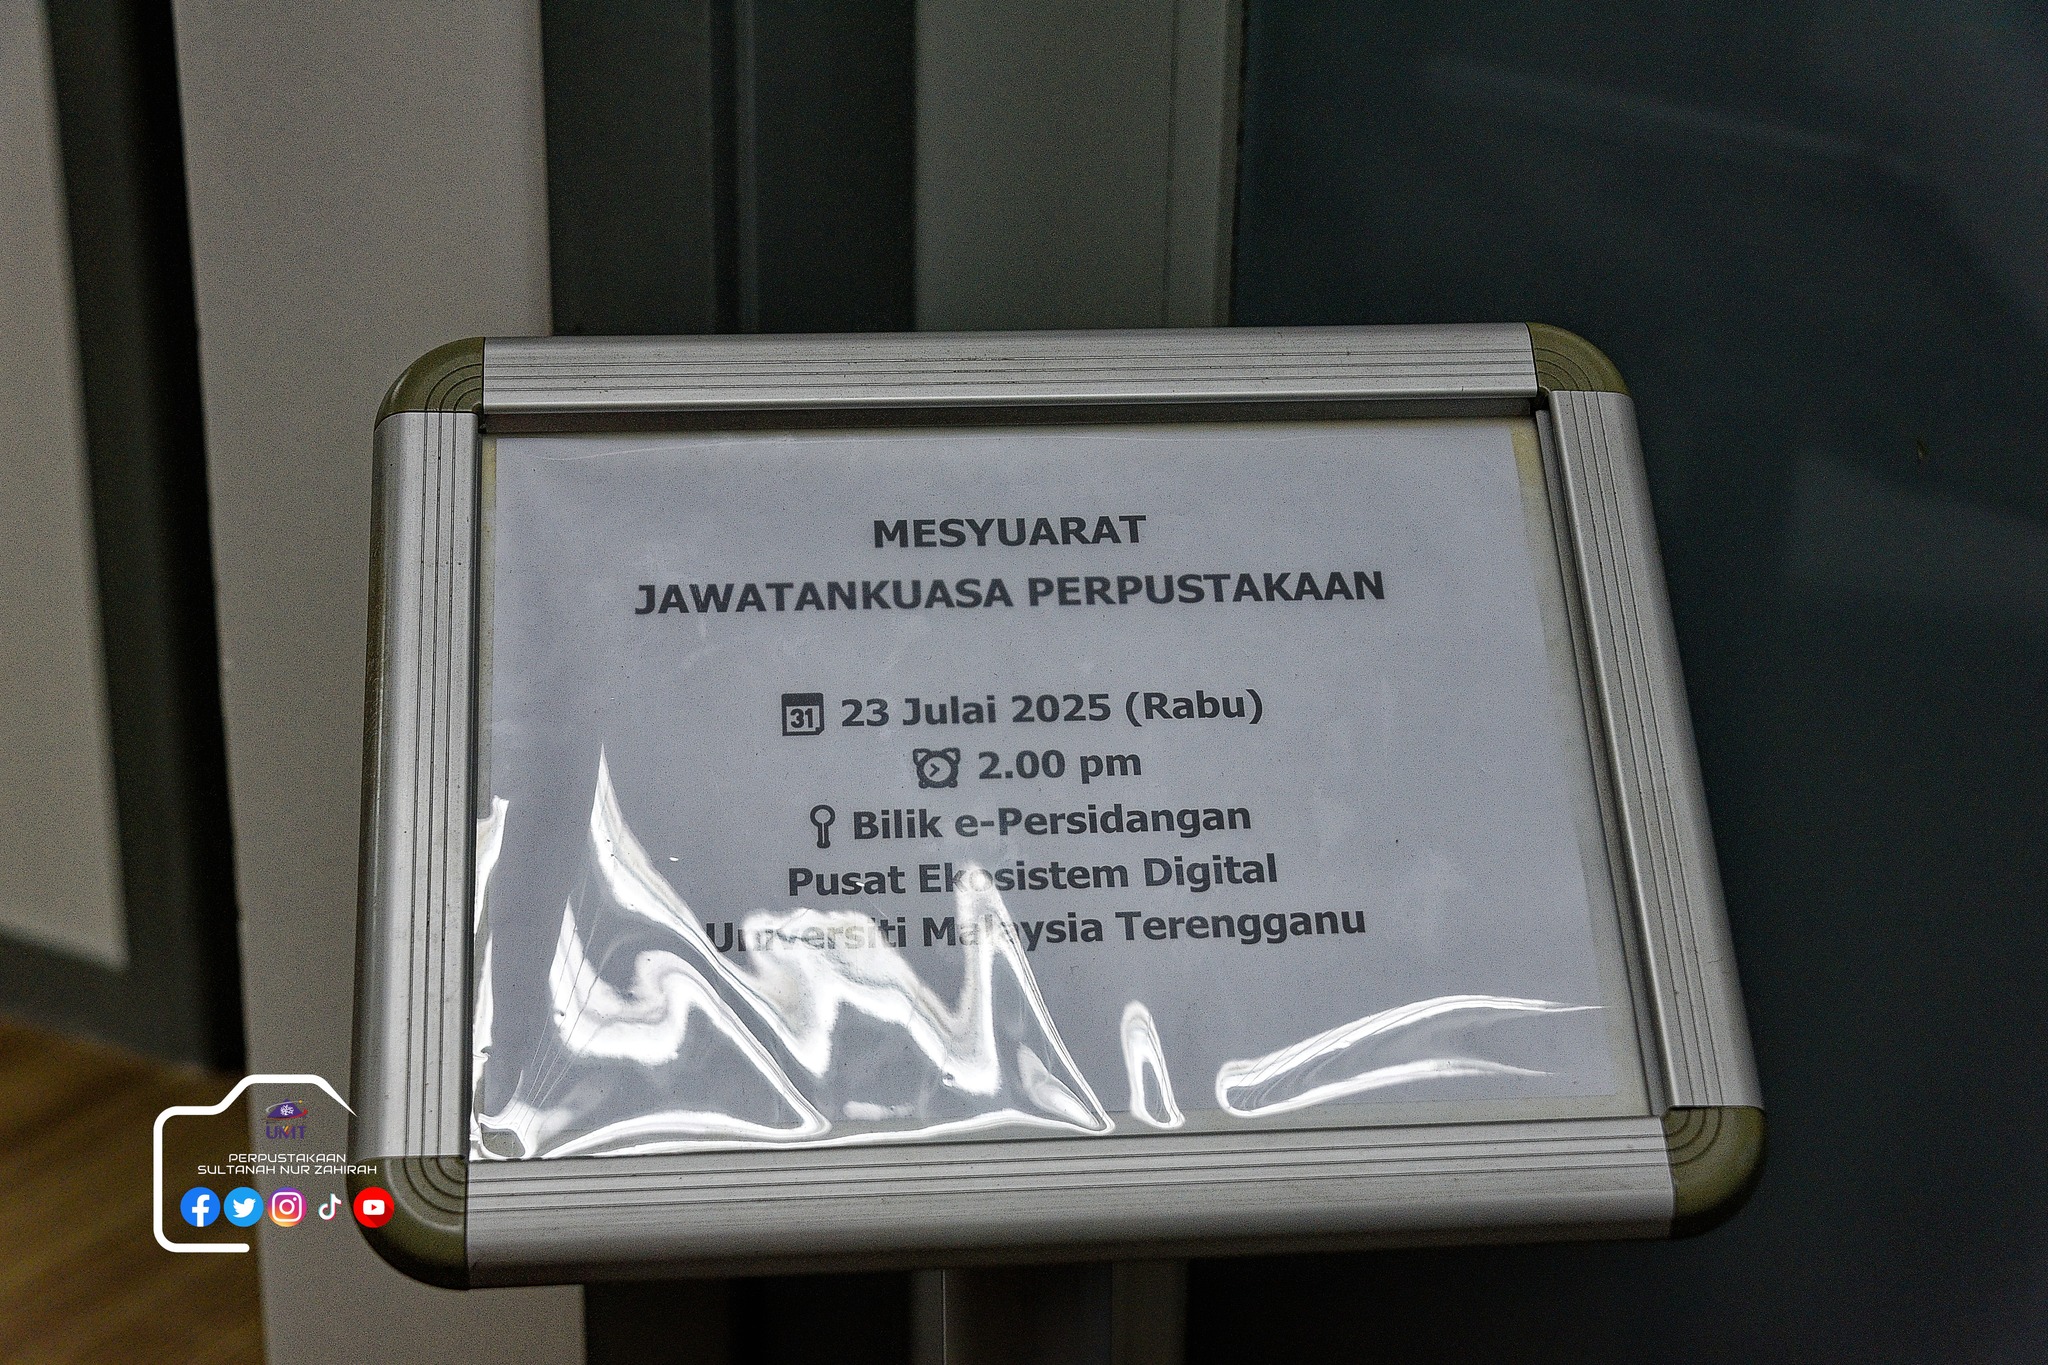 MESYUARAT
JAWATANKUASA PERPUSTAKAAN
31 23 Julai 2025 (Rabu)
2.00 pm
Bilik e-Persidangan
Pusat Ekosistem Digital
Universiti Malaysia Terengganu
UMT
PERPUSTAKAAN
SULTANAH NUR ZAHIRAH